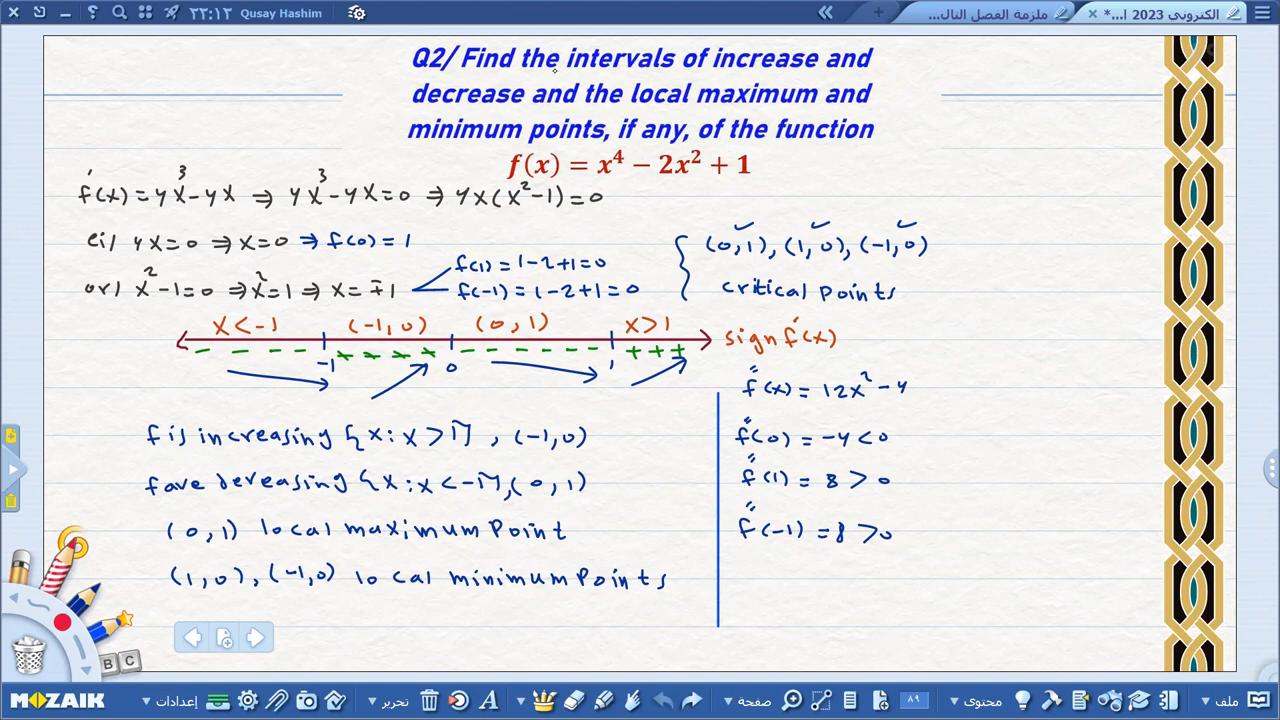 ٢٢:١٢ Qusay Hashim
ملزمة الفصل التال...
الكتروني 2023 ا...*
Q2/ Find the intervals of increase and
decrease and the local maximum and
minimum points, if any, of the function
f(x) = x⁴ − 2x² + 1
f'(x) = 4x³ - 4x ⇒ 4x³ - 4x = 0 ⇒ 4x(x² - 1) = 0
ei/ 4x = 0 ⇒ x = 0 ⇒ f(0) = 1
or/ x² - 1 = 0 ⇒ x² = 1 ⇒ x = ∓1
f(1) = 1 - 2 + 1 = 0
f(-1) = 1 - 2 + 1 = 0
(0,1), (1,0), (-1,0)
critical points
x < -1 (-1,0) (0,1) x > 1
sign f'(x)
- - - - - + + + + - - - - - - + + +
-1 0 1
f is increasing {x: x > 1}, (-1,0)
f ave dereasing {x: x < -1}, (0,1)
(0,1) local maximum Point
(1,0), (-1,0) local minimum Points
f''(x) = 12x² - 4
f''(0) = -4 < 0
f''(1) = 8 > 0
f''(-1) = 8 > 0
B C
MOZAIK
إعدادات
تحرير
A
صفحة
٨٩
محتوى
ملف